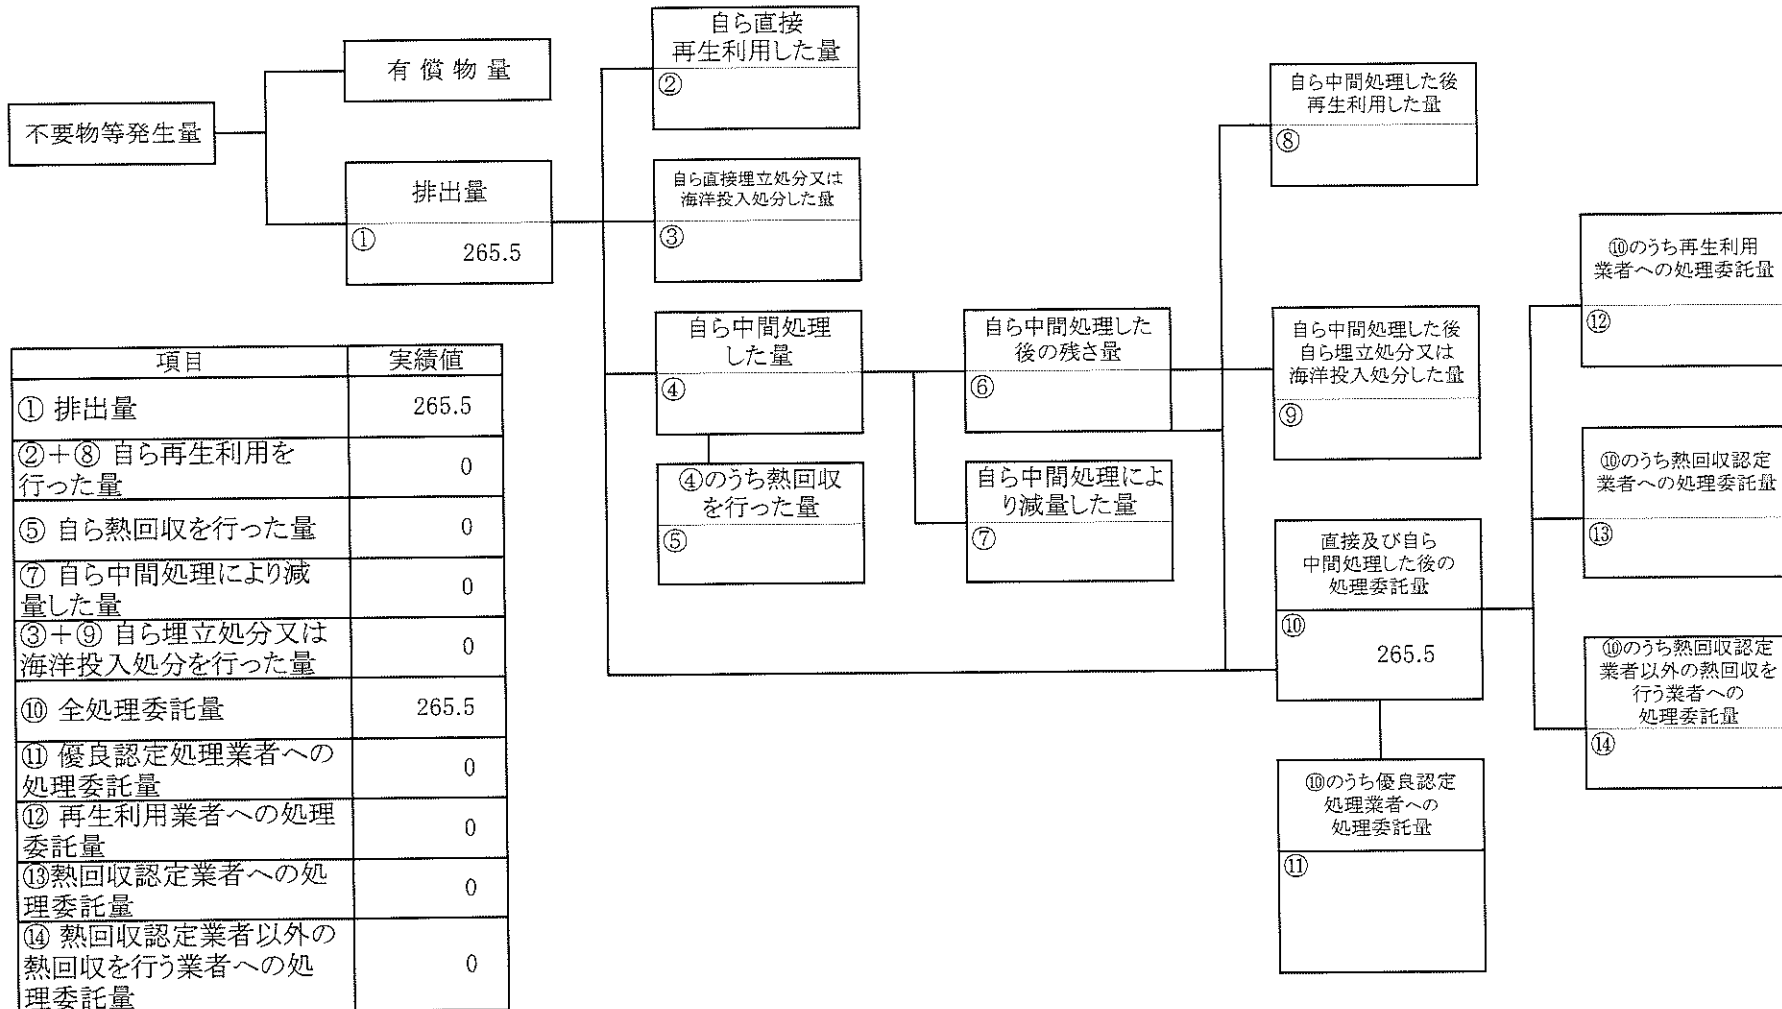 不要物等発生量
有償物量
排出量
①
265.5
自ら直接
再生利用した量
②
自ら直接埋立処分又は
海洋投入処分した量
③
自ら中間処理
した量
④
④のうち熱回収
を行った量
⑤
自ら中間処理した
後の残さ量
⑥
自ら中間処理によ
り減量した量
⑦
自ら中間処理した後
再生利用した量
⑧
自ら中間処理した後
自ら埋立処分又は
海洋投入処分した量
⑨
直接及び自ら
中間処理した後の
処理委託量
⑩
265.5
⑩のうち優良認定
処理業者への
処理委託量
⑪
⑩のうち再生利用
業者への処理委託量
⑫
⑩のうち熱回収認定
業者への処理委託量
⑬
⑩のうち熱回収認定
業者以外の熱回収を
行う業者への
処理委託量
⑭
項目 実績値
① 排出量 265.5
②＋⑧ 自ら再生利用を
行った量 0
⑤ 自ら熱回収を行った量 0
⑦ 自ら中間処理により減
量した量 0
③＋⑨ 自ら埋立処分又は
海洋投入処分を行った量 0
⑩ 全処理委託量 265.5
⑪ 優良認定処理業者への
処理委託量 0
⑫ 再生利用業者への処理
委託量 0
⑬熱回収認定業者への処
理委託量 0
⑭ 熱回収認定業者以外の
熱回収を行う業者への処
理委託量 0